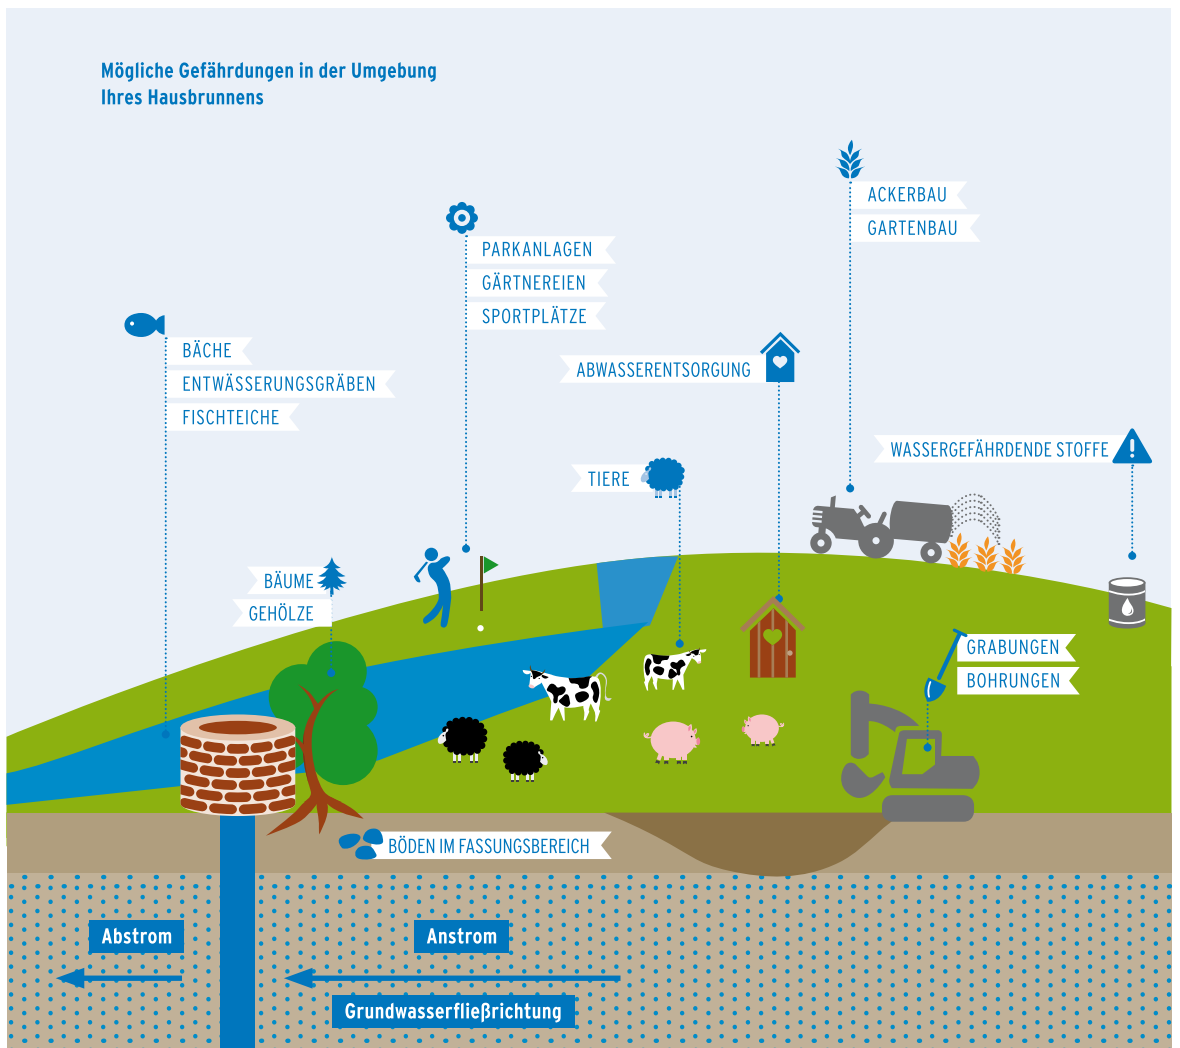 Mögliche Gefährdungen in der Umgebung
Ihres Hausbrunnens
ACKERBAU
GARTENBAU
PARKANLAGEN
GÄRTNEREIEN
SPORTPLÄTZE
BÄCHE
ENTWÄSSERUNGSGRÄBEN
FISCHTEICHE
ABWASSERENTSORGUNG
WASSERGEFÄHRDENDE STOFFE
TIERE
BÄUME
GEHÖLZE
GRABUNGEN
BOHRUNGEN
BÖDEN IM FASSUNGSBEREICH
Abstrom
Anstrom
Grundwasserfließrichtung